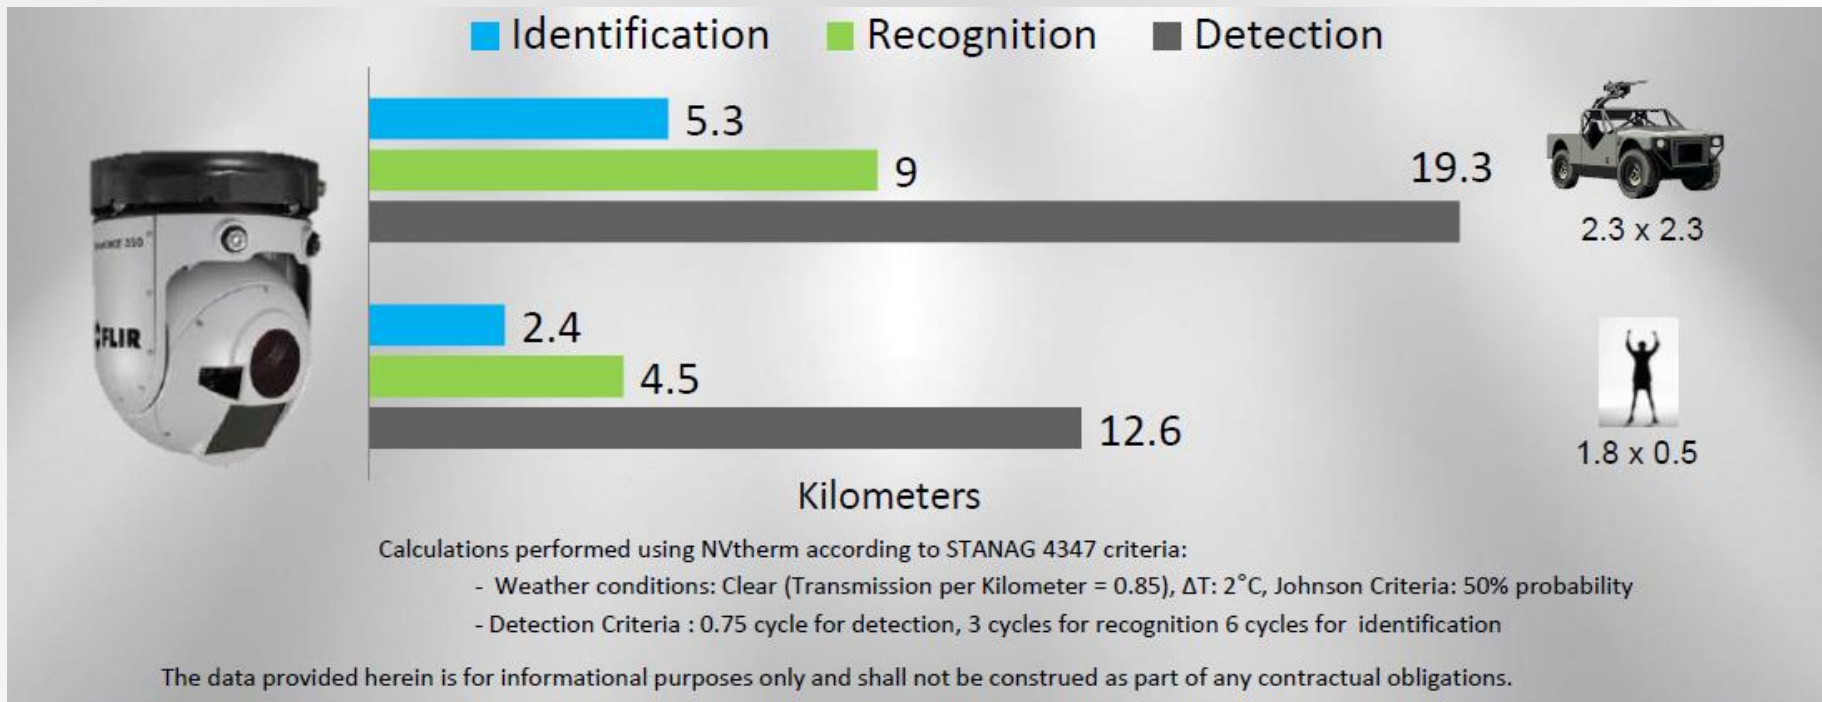 Identification Recognition Detection
5.3
9
19.3
2.3 x 2.3
2.4
4.5
12.6
1.8 x 0.5
FLIR
Kilometers
Calculations performed using NVtherm according to STANAG 4347 criteria:
- Weather conditions: Clear (Transmission per Kilometer = 0.85), ΔT: 2°C, Johnson Criteria: 50% probability
- Detection Criteria : 0.75 cycle for detection, 3 cycles for recognition 6 cycles for identification
The data provided herein is for informational purposes only and shall not be construed as part of any contractual obligations.